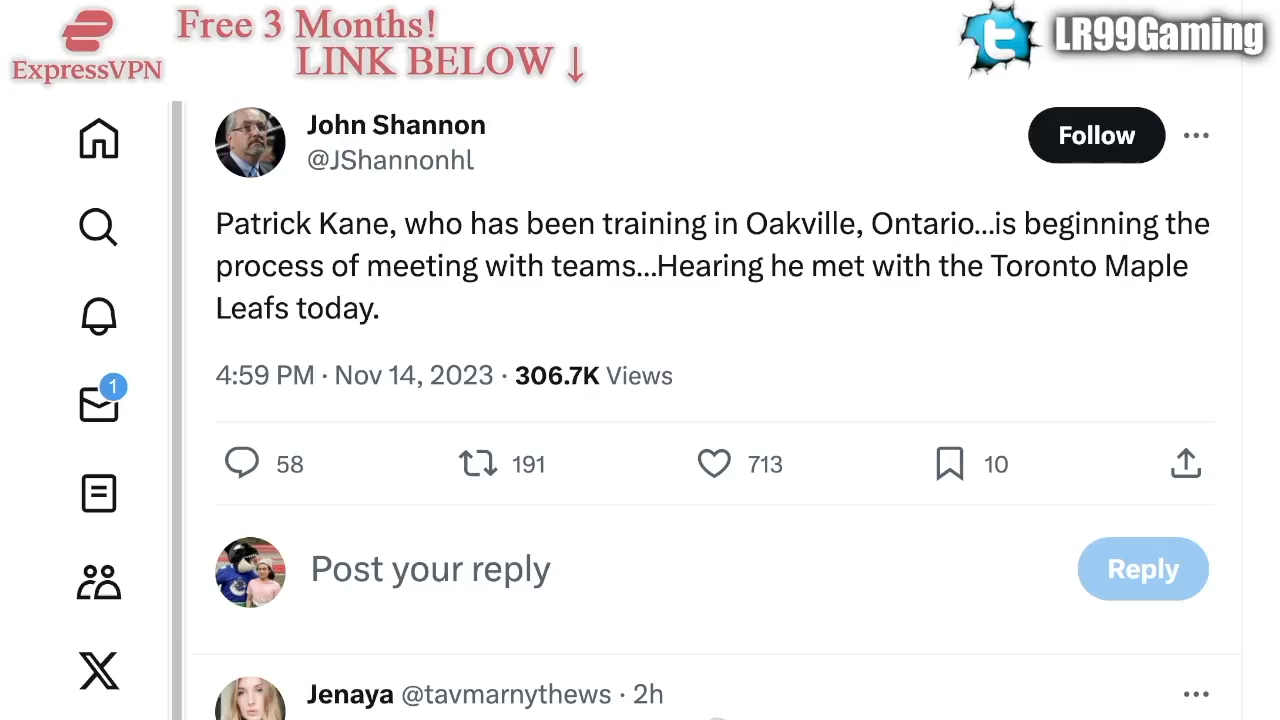 Free 3 Months!
LINK BELOW ↓
ExpressVPN
LR99Gaming
John Shannon
@JShannonhl
Follow
Patrick Kane, who has been training in Oakville, Ontario...is beginning the
process of meeting with teams...Hearing he met with the Toronto Maple
Leafs today.
4:59 PM · Nov 14, 2023 · 306.7K Views
1
58 191 713 10
Post your reply
Reply
Jenaya @tavmarnythews · 2h